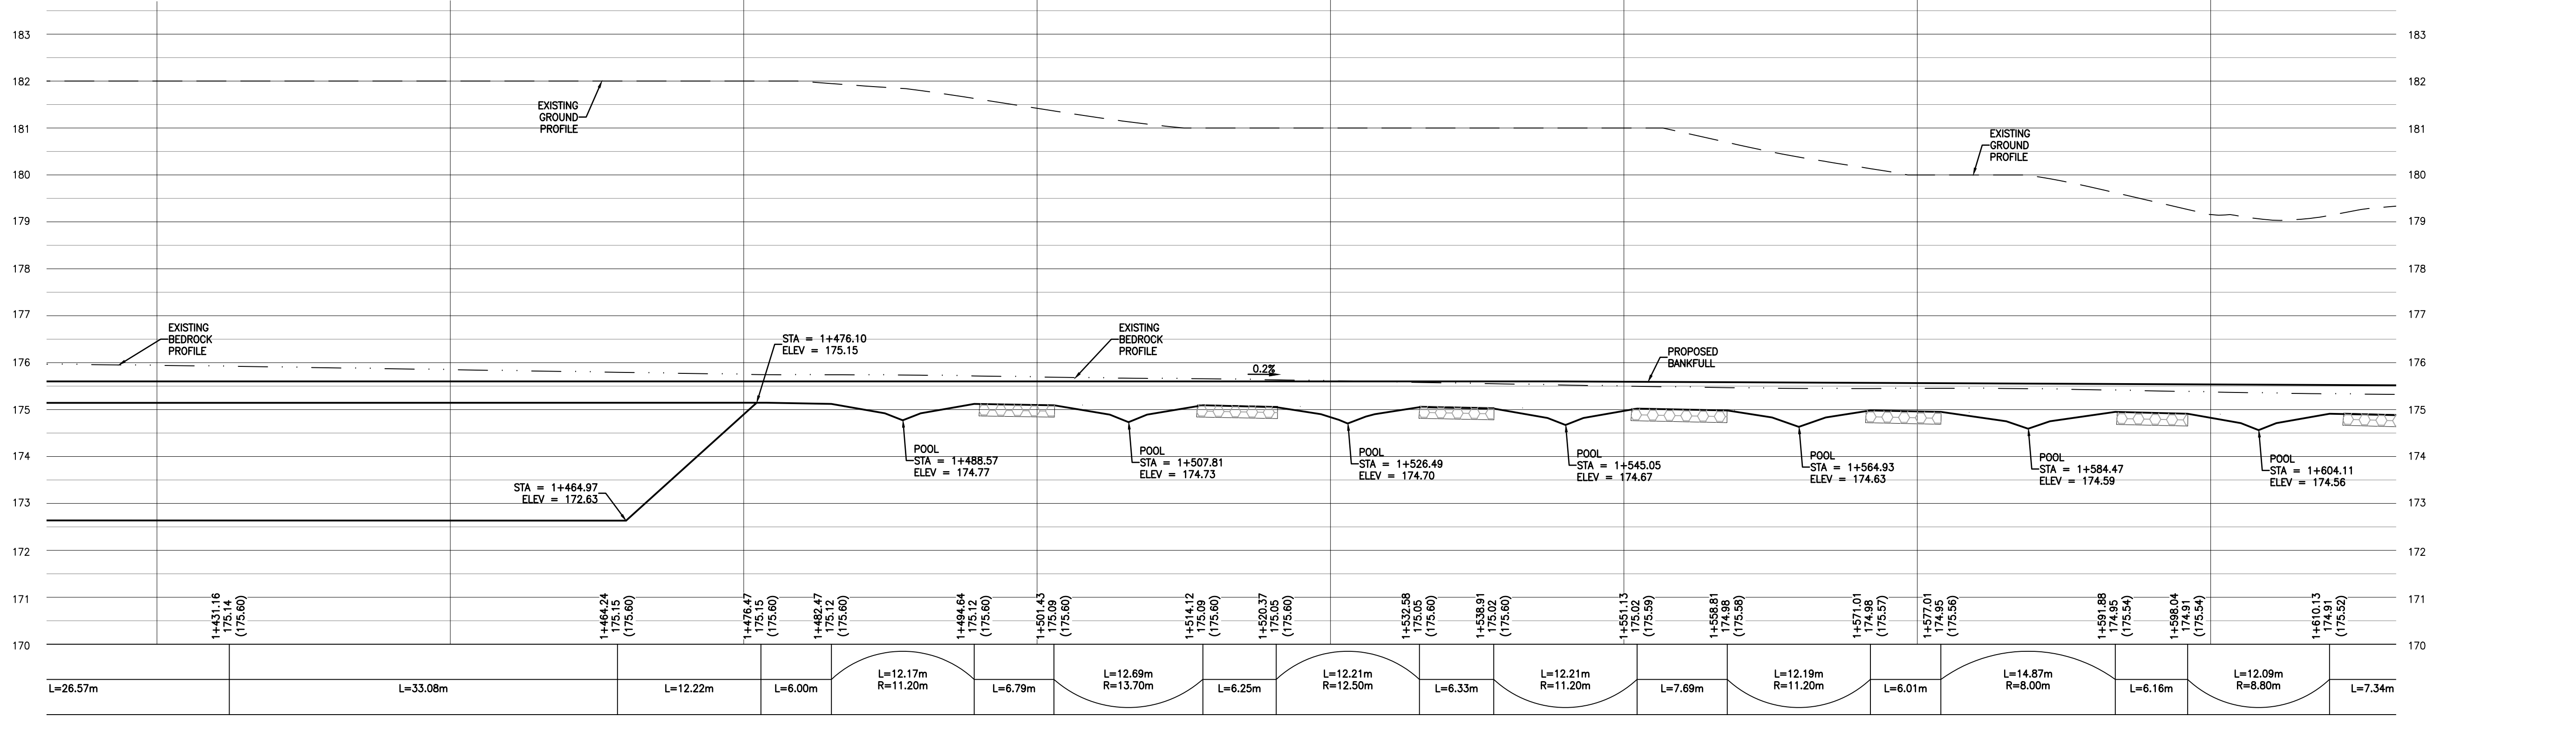 183
183
182
182
EXISTING
GROUND
PROFILE
181
181
EXISTING
GROUND
PROFILE
180
180
179
179
178
178
177
177
EXISTING
BEDROCK
PROFILE
STA = 1+476.10
ELEV = 175.15
EXISTING
BEDROCK
PROFILE
0.2%
PROPOSED
BANKFULL
176
176
175
175
174
174
POOL
STA = 1+488.57
ELEV = 174.77
POOL
STA = 1+507.81
ELEV = 174.73
POOL
STA = 1+526.49
ELEV = 174.70
POOL
STA = 1+545.05
ELEV = 174.67
POOL
STA = 1+564.93
ELEV = 174.63
POOL
STA = 1+584.47
ELEV = 174.59
POOL
STA = 1+604.11
ELEV = 174.56
STA = 1+464.97
ELEV = 172.63
173
173
172
172
171
171
1+431.16
175.14
(175.60)
1+464.24
175.15
(175.60)
1+476.47
175.15
(175.60)
1+482.47
175.12
(175.60)
1+494.64
175.12
(175.60)
1+501.43
175.09
(175.60)
1+514.12
175.09
(175.60)
1+520.37
175.05
(175.60)
1+532.58
175.05
(175.60)
1+538.91
175.02
(175.60)
1+551.13
175.02
(175.59)
1+558.81
174.98
(175.58)
1+571.01
174.98
(175.57)
1+577.01
174.95
(175.56)
1+591.88
174.95
(175.54)
1+598.04
174.91
(175.54)
1+610.13
174.91
(175.52)
170
170
L=26.57m
L=33.08m
L=12.22m
L=6.00m
L=12.17m
R=11.20m
L=6.79m
L=12.69m
R=13.70m
L=6.25m
L=12.21m
R=12.50m
L=6.33m
L=12.21m
R=11.20m
L=7.69m
L=12.19m
R=11.20m
L=6.01m
L=14.87m
R=8.00m
L=6.16m
L=12.09m
R=8.80m
L=7.34m